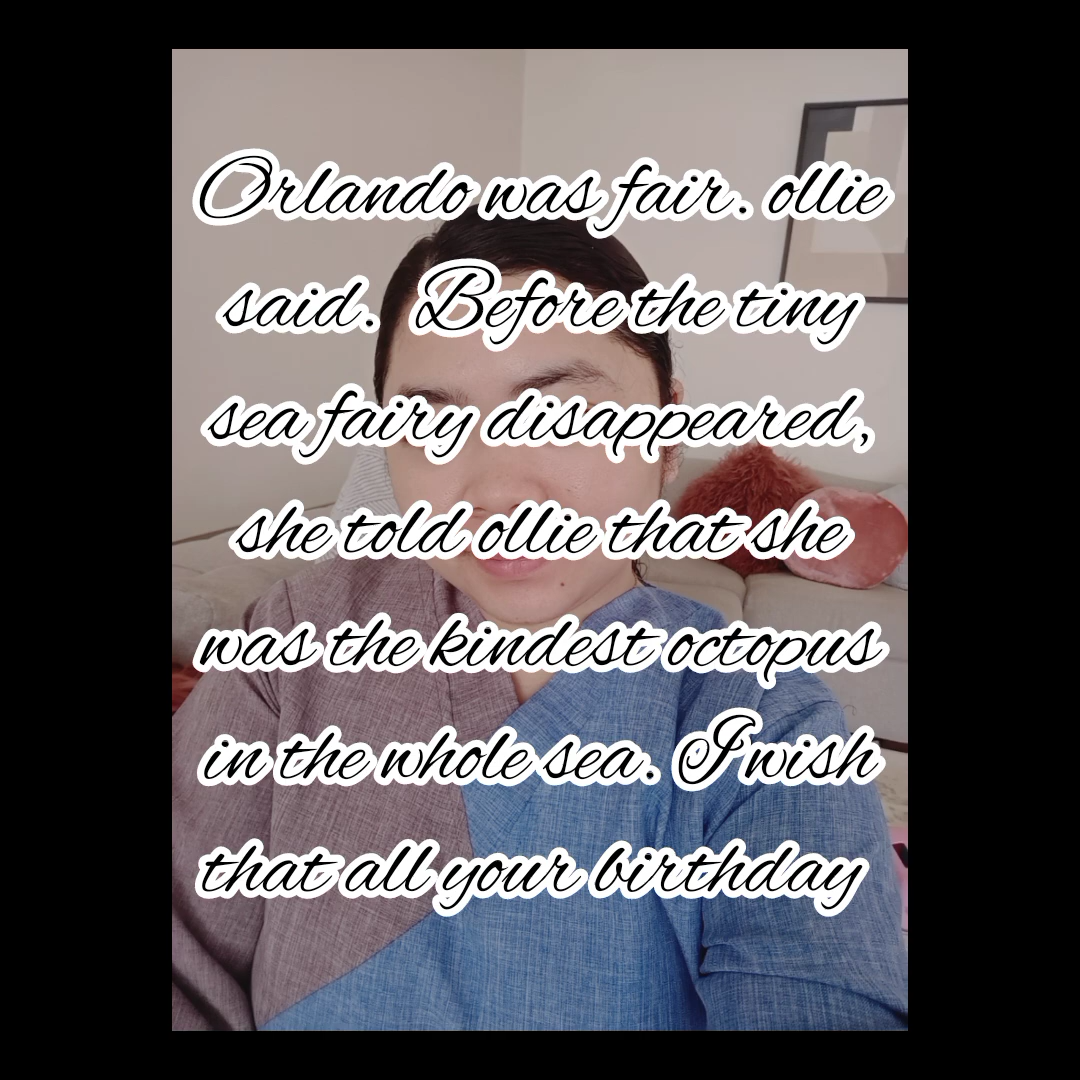 Orlando was fair. ollie
said. Before the tiny
sea fairy disappeared,
she told ollie that she
was the kindest octopus
in the whole sea. I wish
that all your birthday